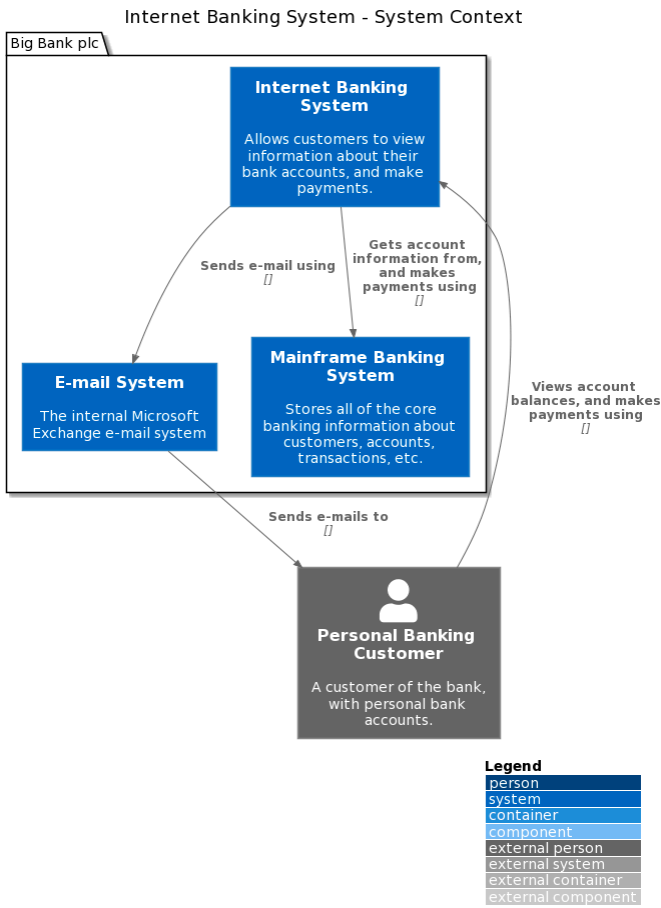 Internet Banking System - System Context
Big Bank plc
Internet Banking
System
Allows customers to view
information about their
bank accounts, and make
payments.
Sends e-mail using
[]
Gets account
information from,
and makes
payments using
[]
E-mail System
The internal Microsoft
Exchange e-mail system
Mainframe Banking
System
Stores all of the core
banking information about
customers, accounts,
transactions, etc.
Views account
balances, and makes
payments using
[]
Sends e-mails to
[]
Personal Banking
Customer
A customer of the bank,
with personal bank
accounts.
Legend
person
system
container
component
external person
external system
external container
external component